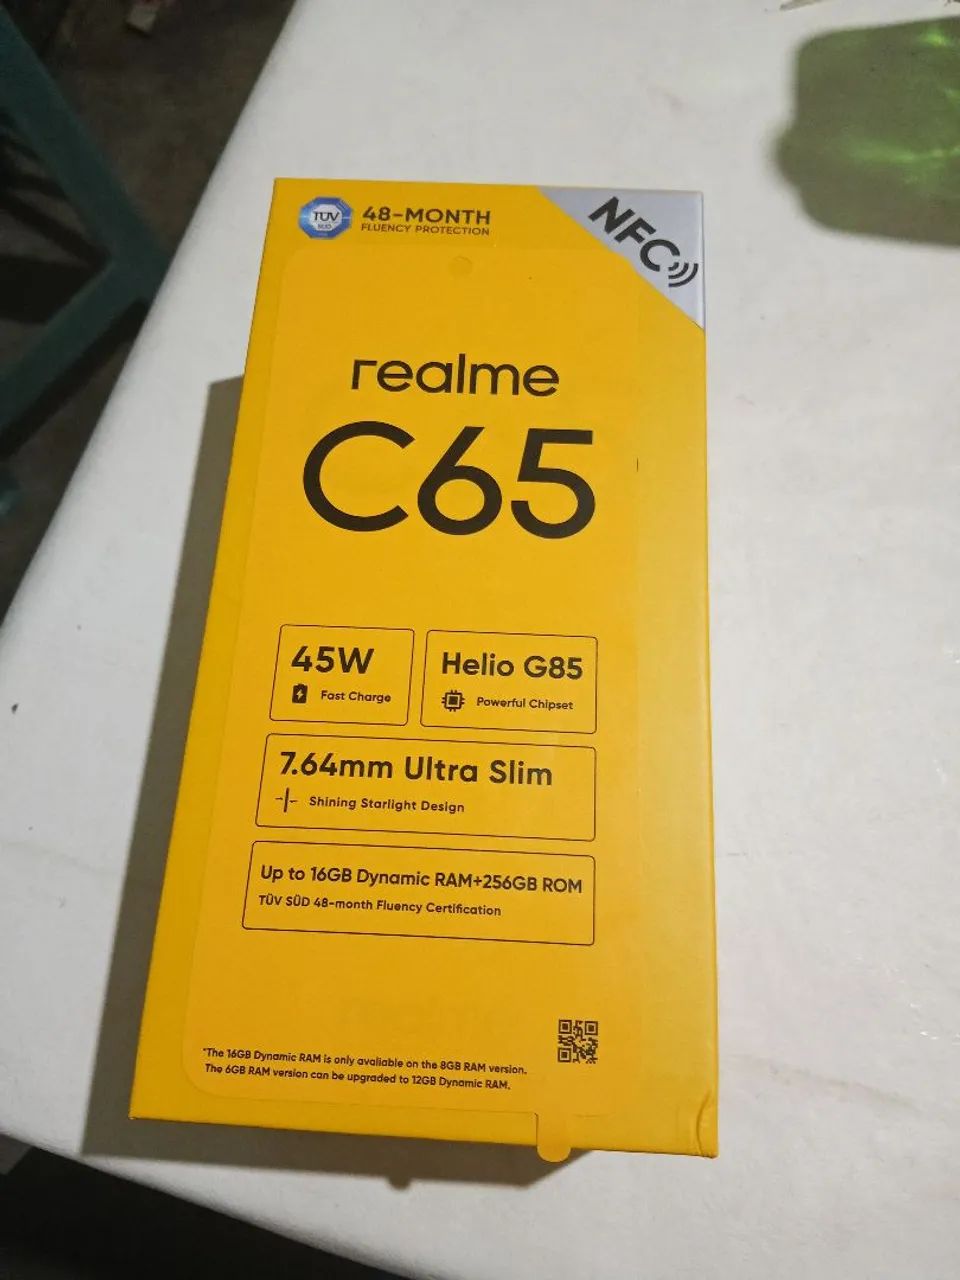 TÜV
SÜD
48-MONTH
FLUENCY PROTECTION
NFC
realme
C65
45W
Fast Charge
Helio G85
Powerful Chipset
7.64mm Ultra Slim
Shining Starlight Design
Up to 16GB Dynamic RAM+256GB ROM
TÜV SÜD 48-month Fluency Certification
*The 16GB Dynamic RAM is only available on the 8GB RAM version.
The 6GB RAM version can be upgraded to 12GB Dynamic RAM.